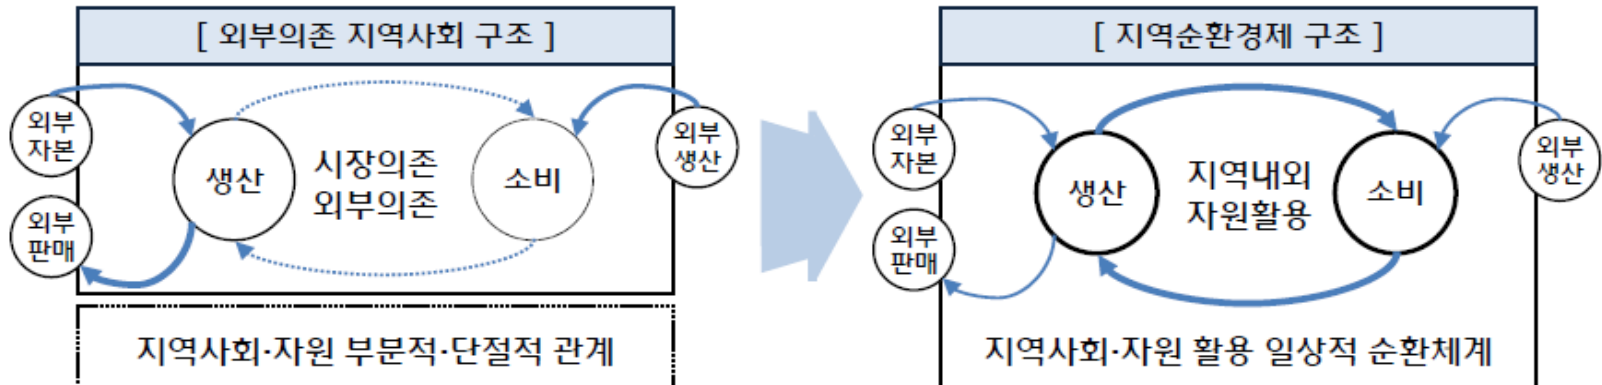 [ 외부의존 지역사회 구조 ]
외부
자본
외부
판매
생산
시장의존
외부의존
소비
외부
생산
지역사회·자원 부분적·단절적 관계
[ 지역순환경제 구조 ]
외부
자본
외부
판매
생산
지역내외
자원활용
소비
외부
생산
지역사회·자원 활용 일상적 순환체계